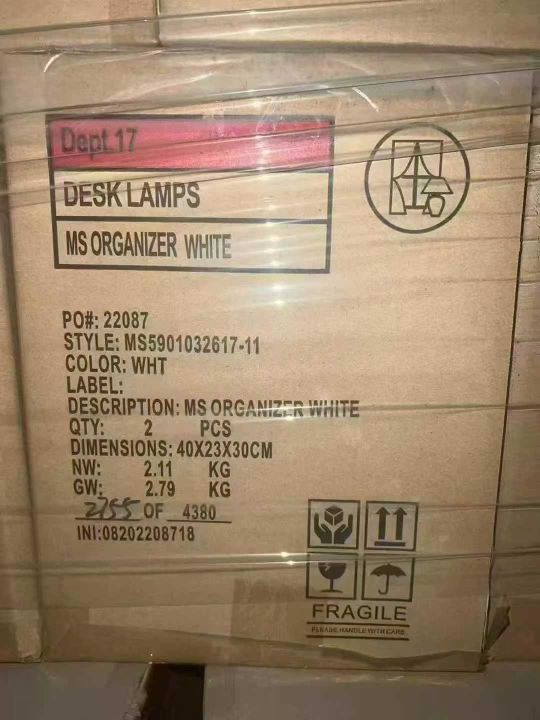 Dept 17
DESK LAMPS
MS ORGANIZER WHITE
PO#: 22087
STYLE: MS5901032617-11
COLOR: WHT
LABEL:
DESCRIPTION: MS ORGANIZER WHITE
QTY: 2 PCS
DIMENSIONS: 40X23X30CM
NW: 2.11 KG
GW: 2.79 KG
2755 OF 4380
INI:08202208718
FRAGILE
PLEASE HANDLE WITH CARE